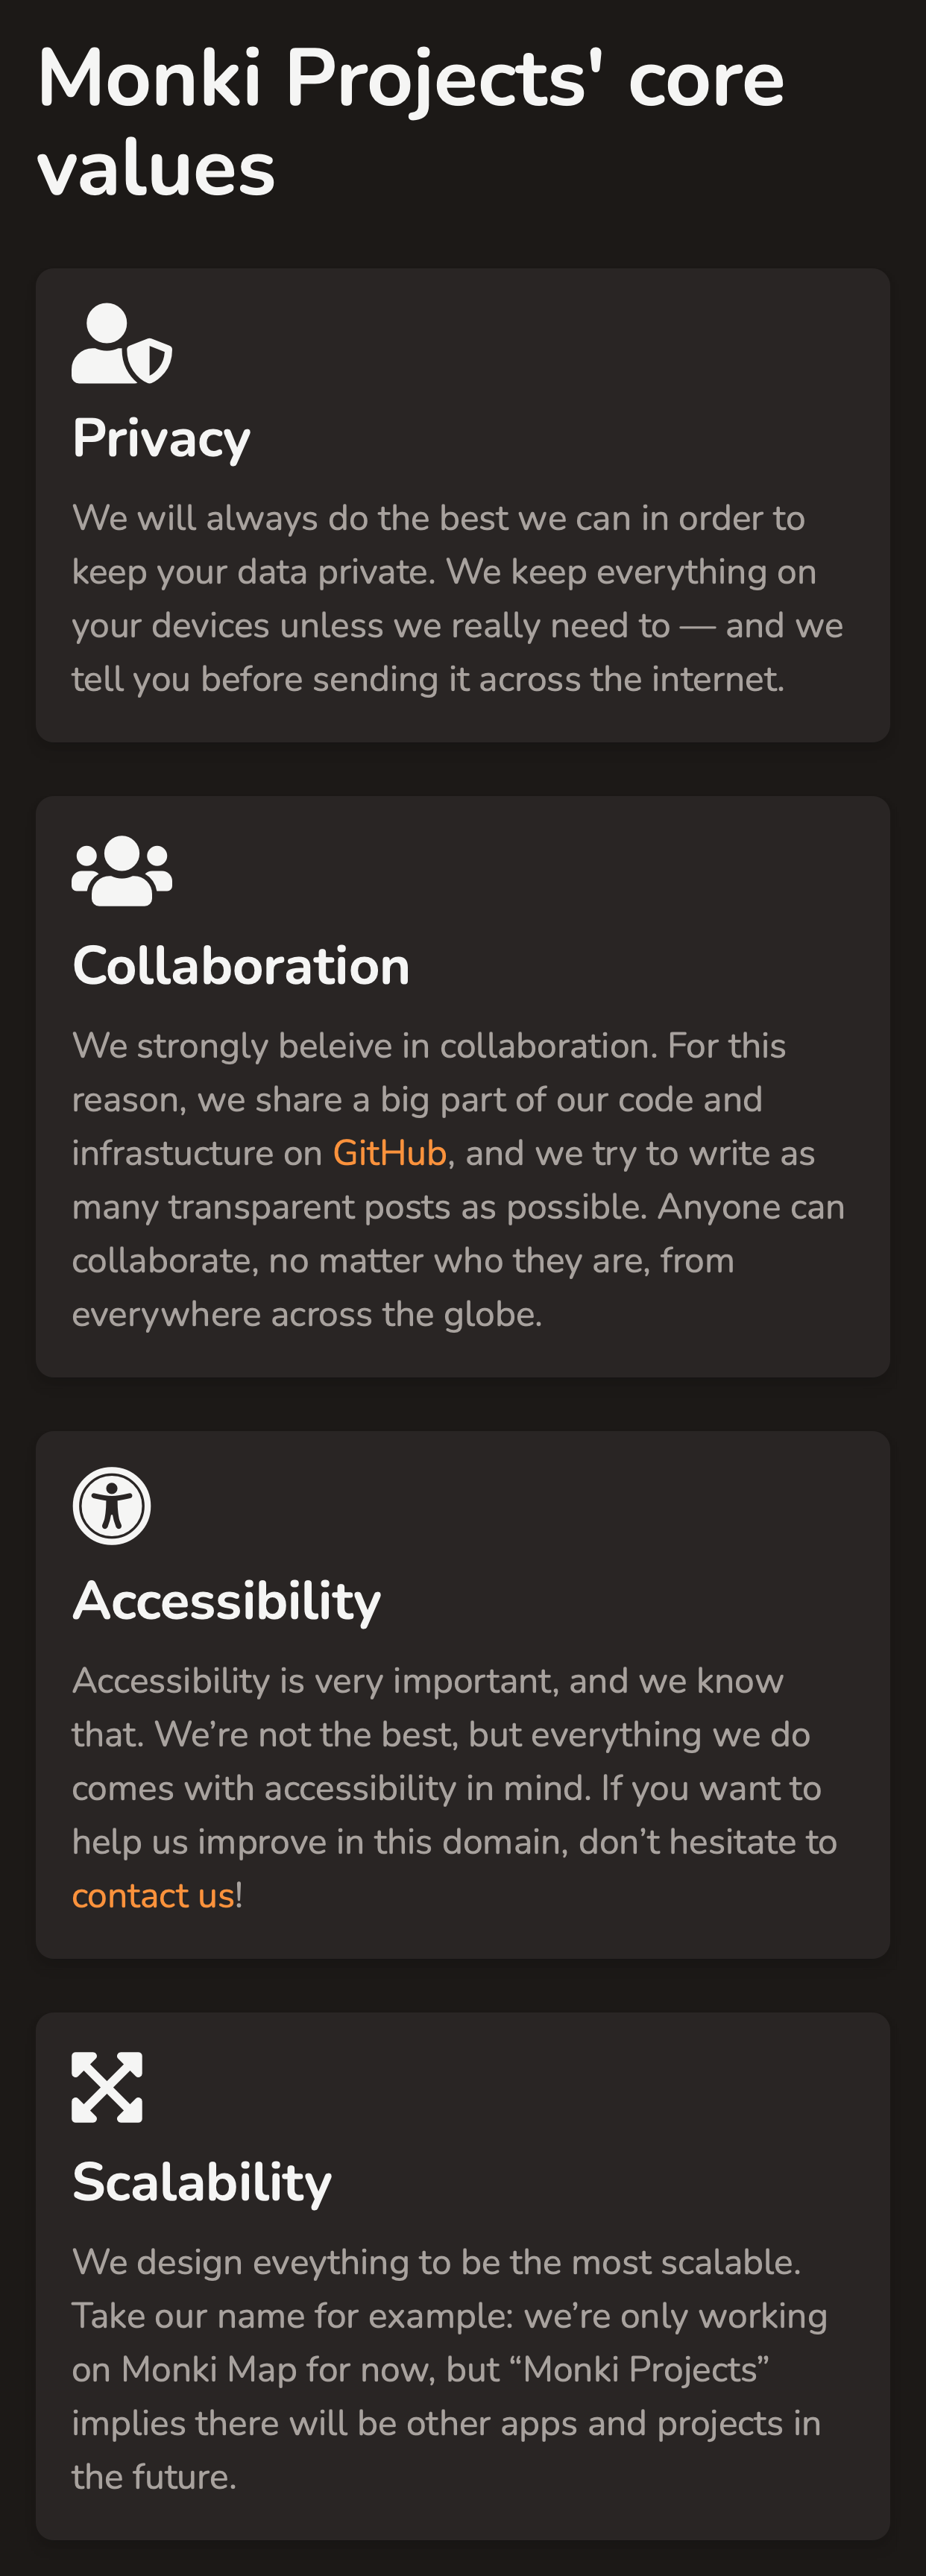 Monki Projects' core
values
Privacy
We will always do the best we can in order to
keep your data private. We keep everything on
your devices unless we really need to — and we
tell you before sending it across the internet.
Collaboration
We strongly beleive in collaboration. For this
reason, we share a big part of our code and
infrastucture on GitHub, and we try to write as
many transparent posts as possible. Anyone can
collaborate, no matter who they are, from
everywhere across the globe.
Accessibility
Accessibility is very important, and we know
that. We’re not the best, but everything we do
comes with accessibility in mind. If you want to
help us improve in this domain, don’t hesitate to
contact us!
Scalability
We design eveything to be the most scalable.
Take our name for example: we’re only working
on Monki Map for now, but “Monki Projects”
implies there will be other apps and projects in
the future.